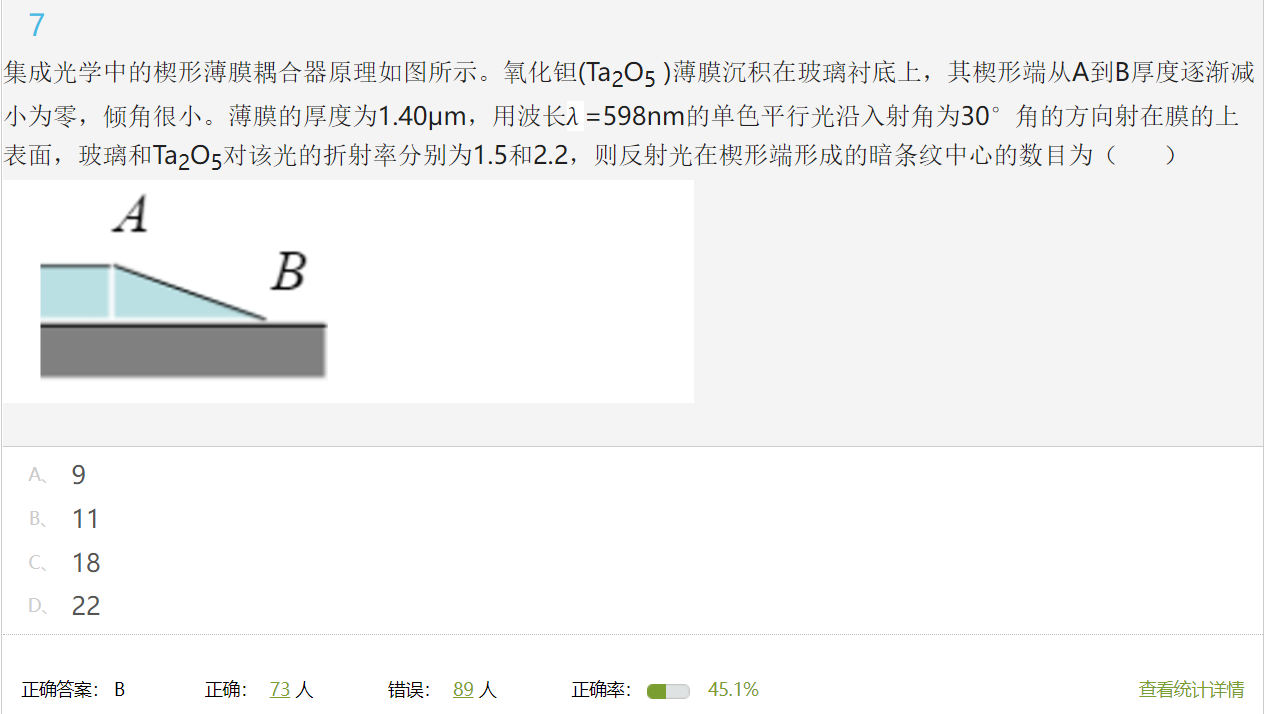 7
集成光学中的楔形薄膜耦合器原理如图所示。氧化钽(Ta₂O₅ )薄膜沉积在玻璃衬底上，其楔形端从A到B厚度逐渐减
小为零，倾角很小。薄膜的厚度为1.40μm，用波长λ =598nm的单色平行光沿入射角为30°角的方向射在膜的上
表面，玻璃和Ta₂O₅对该光的折射率分别为1.5和2.2，则反射光在楔形端形成的暗条纹中心的数目为（　　）
A
B
A、 9
B、 11
C、 18
D、 22
正确答案： B 正确： 73 人 错误： 89 人 正确率： 45.1% 查看统计详情